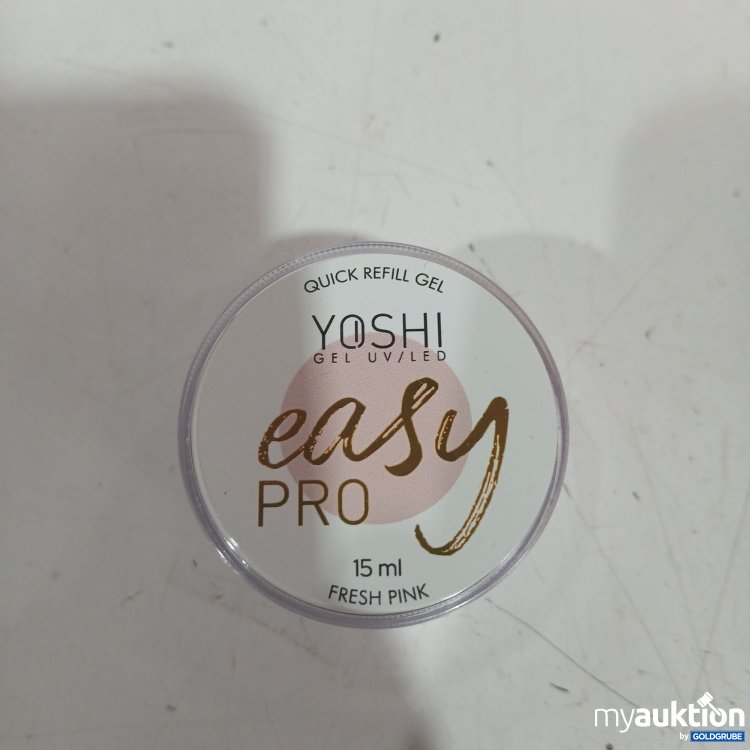 QUICK REFILL GEL
YOSHI
GEL UV/LED
easy
PRO
15 ml
FRESH PINK
myauktion
by GOLDGRUBE